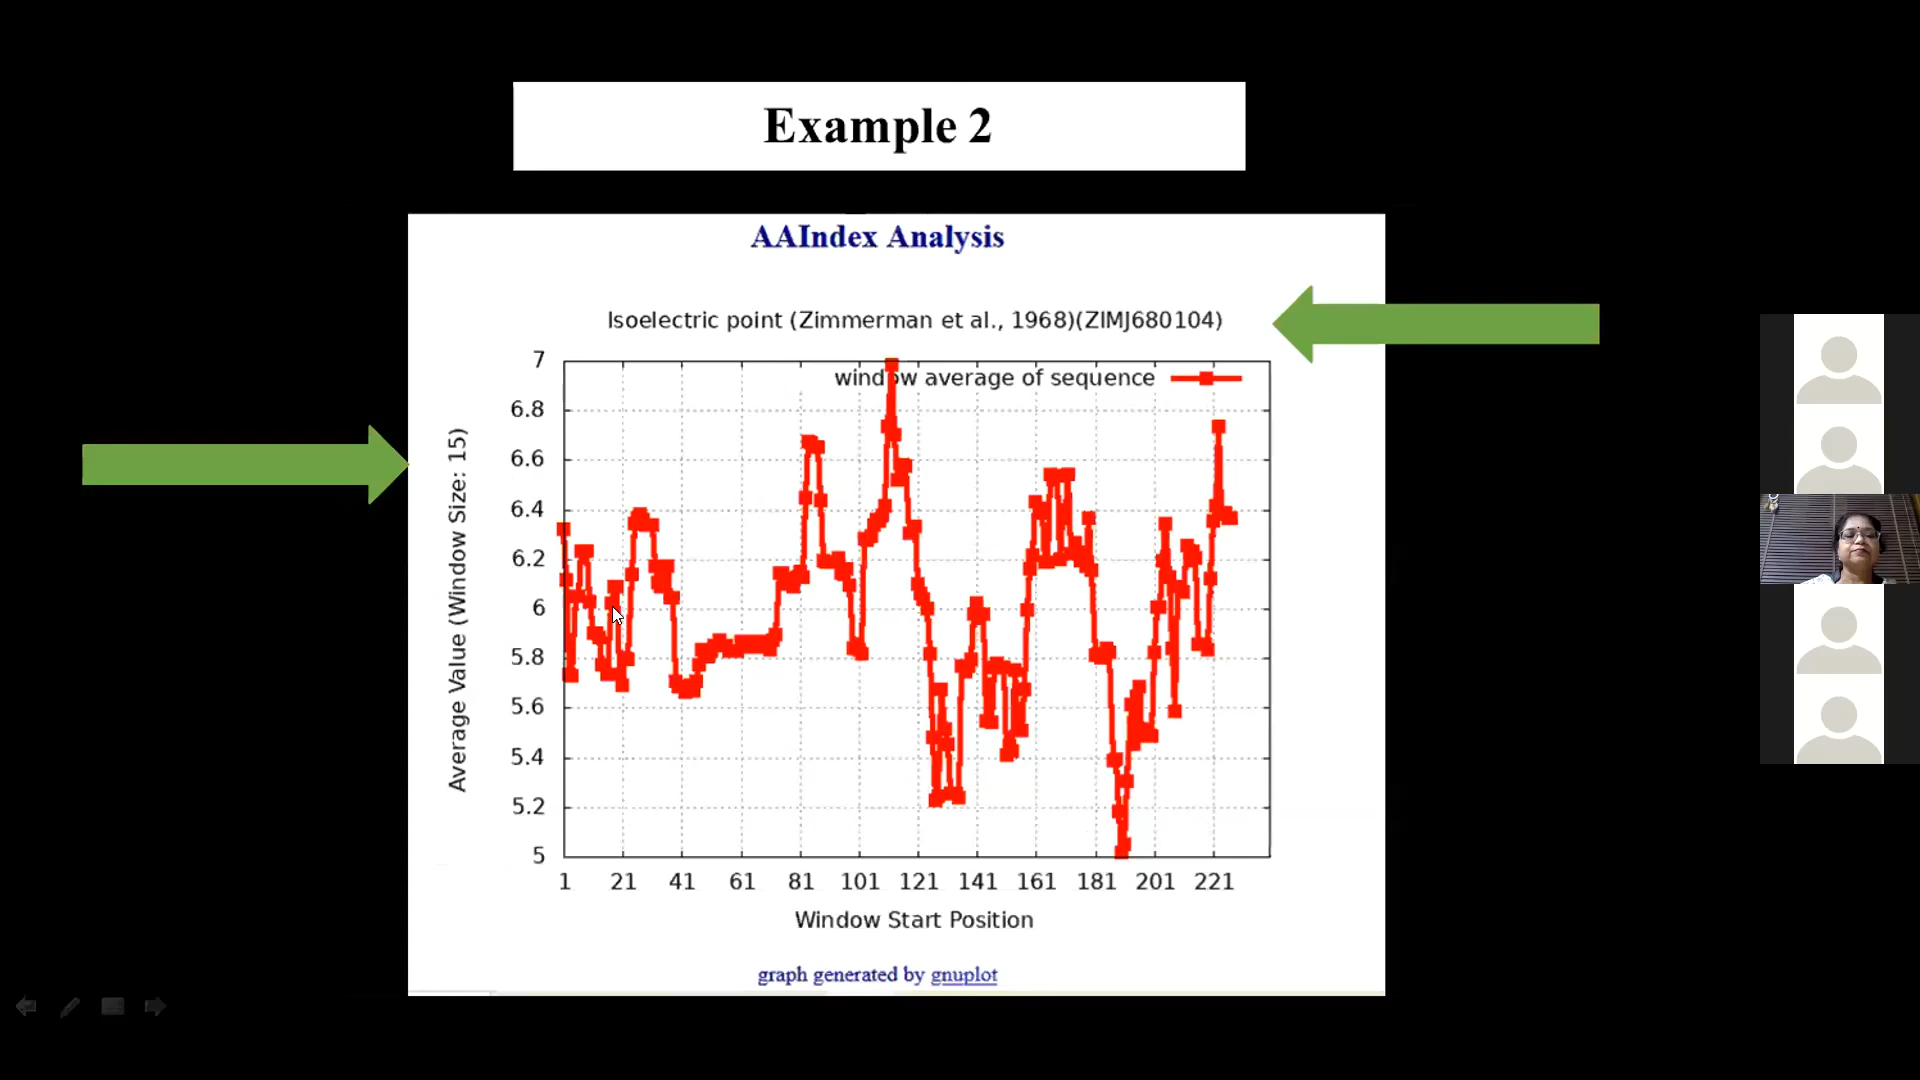 Example 2
AAIndex Analysis
Isoelectric point (Zimmerman et al., 1968)(ZIMJ680104)
window average of sequence
Average Value (Window Size: 15)
7
6.8
6.6
6.4
6.2
6
5.8
5.6
5.4
5.2
5
1 21 41 61 81 101 121 141 161 181 201 221
Window Start Position
graph generated by gnuplot